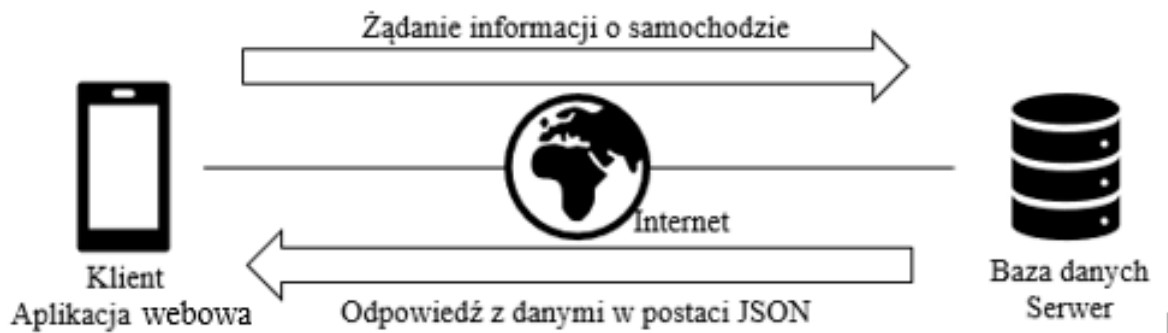 Żądanie informacji o samochodzie
Internet
Klient
Aplikacja webowa
Baza danych
Serwer
Odpowiedź z danymi w postaci JSON